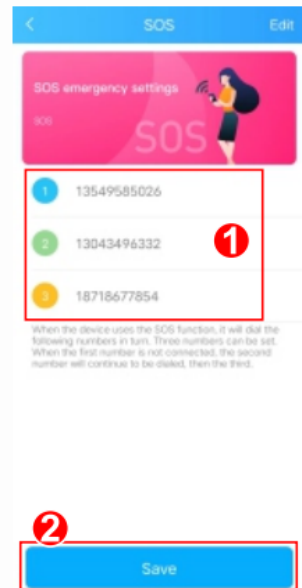 SOS Edit
SOS emergency settings
SOS
SOS
1 13549585026
2 13043496332
1
3 18718677854
When the device uses the SOS function, it will dial the
following numbers in turn. Three numbers can be set.
When the first number is not connected, the second
number will continue to be dialed, then the third.
2
Save